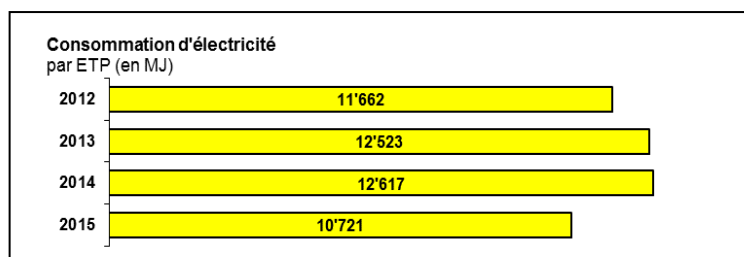 Consommation d'électricité
par ETP (en MJ)
2012 11'662
2013 12'523
2014 12'617
2015 10'721